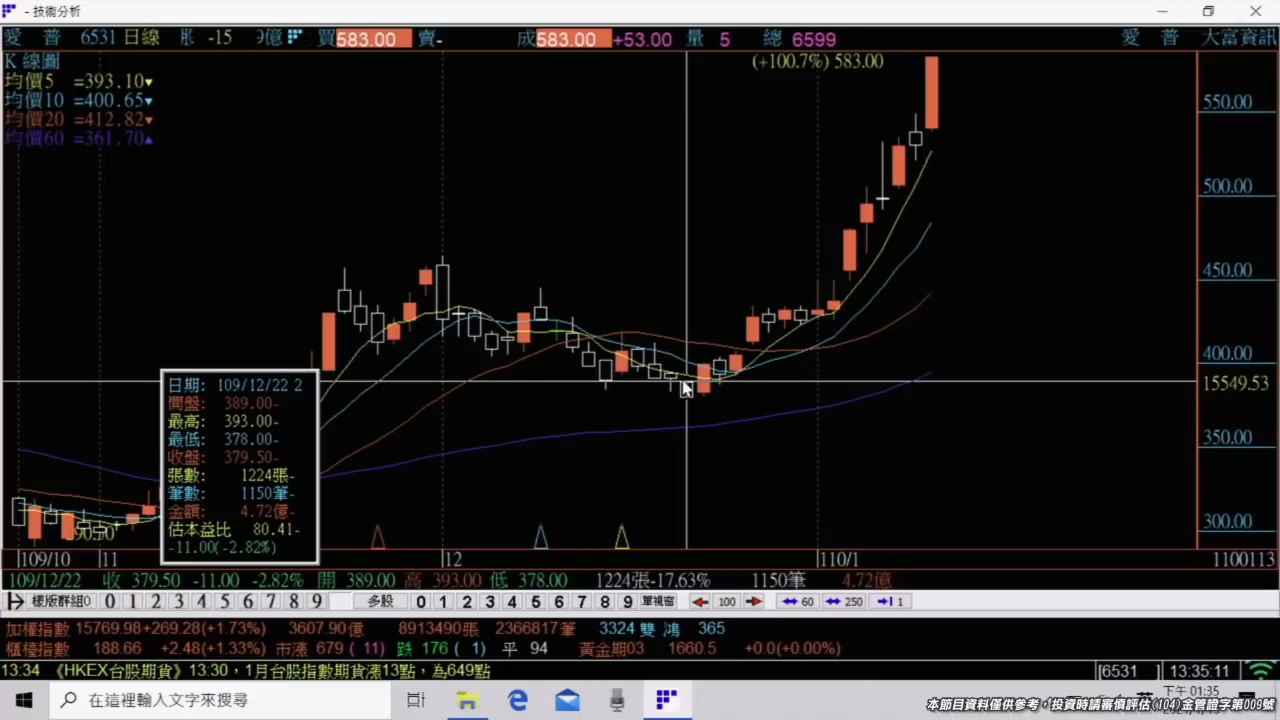 - 技術分析
愛 普 6531 日線 -15 買583.00 賣- 成583.00 +53.00 量 5 總 6599 愛 普 大富資訊
K 線圖
(+100.7%) 583.00
均價5 =393.10▼
均價10 =400.65▼
均價20 =412.82▼
均價60 =361.70▲
550.00
500.00
450.00
400.00
15549.53
350.00
300.00
日期: 109/12/22 2
開盤: 389.00-
最高: 393.00-
最低: 378.00-
收盤: 379.50-
張數: 1224張-
筆數: 1150筆-
金額: 4.72億-
估本益比 80.41-
-11.00(-2.82%)
109/10 11 12 110/1 1100113
109/12/22 收 379.50 -11.00 -2.82% 開 389.00 高 393.00 低 378.00 1224張-17.63% 1150筆 4.72億
樣版群組0 0 1 2 3 4 5 6 7 8 9 多股 0 1 2 3 4 5 6 7 8 9 單視窗 100 60 250 1
加權指數 15769.98+269.28(+1.73%) 3607.90億 8913490張 2366817筆 3324 雙 鴻 365
櫃檯指數 188.66 +2.48(+1.33%) 市漲 679 ( 11) 跌 176 ( 1) 平 94 黃金期03 1660.5 +0.0(+0.00%)
13:34 《HKEX台股期貨》13:30，1月台股指數期貨漲13點，為649點 [6531 ] 13:35:11
在這裡輸入文字來搜尋
下午 01:35
本節目資料僅供參考，投資時請審慎評估(104)金管證字第009號